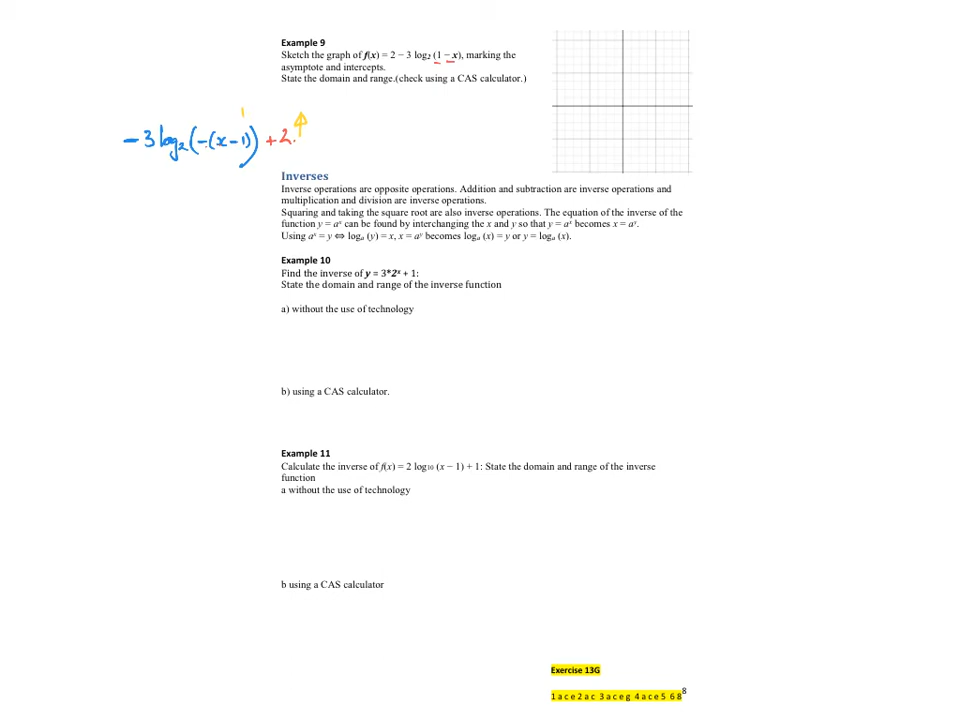 Example 9
Sketch the graph of f(x) = 2 − 3 log₂ (1 − x), marking the
asymptote and intercepts.
State the domain and range.(check using a CAS calculator.)
−3 log₂(−(x−1)) +2.
Inverses
Inverse operations are opposite operations. Addition and subtraction are inverse operations and
multiplication and division are inverse operations.
Squaring and taking the square root are also inverse operations. The equation of the inverse of the
function y = aˣ can be found by interchanging the x and y so that y = aˣ becomes x = aʸ.
Using aˣ = y ⇔ logₐ (y) = x, x = aʸ becomes logₐ (x) = y or y = logₐ (x).
Example 10
Find the inverse of y = 3*2ˣ + 1:
State the domain and range of the inverse function
a) without the use of technology
b) using a CAS calculator.
Example 11
Calculate the inverse of f(x) = 2 log₁₀ (x − 1) + 1: State the domain and range of the inverse
function
a without the use of technology
b using a CAS calculator
Exercise 13G
1 a c e 2 a c 3 a c e g 4 a c e 5 6 8
8